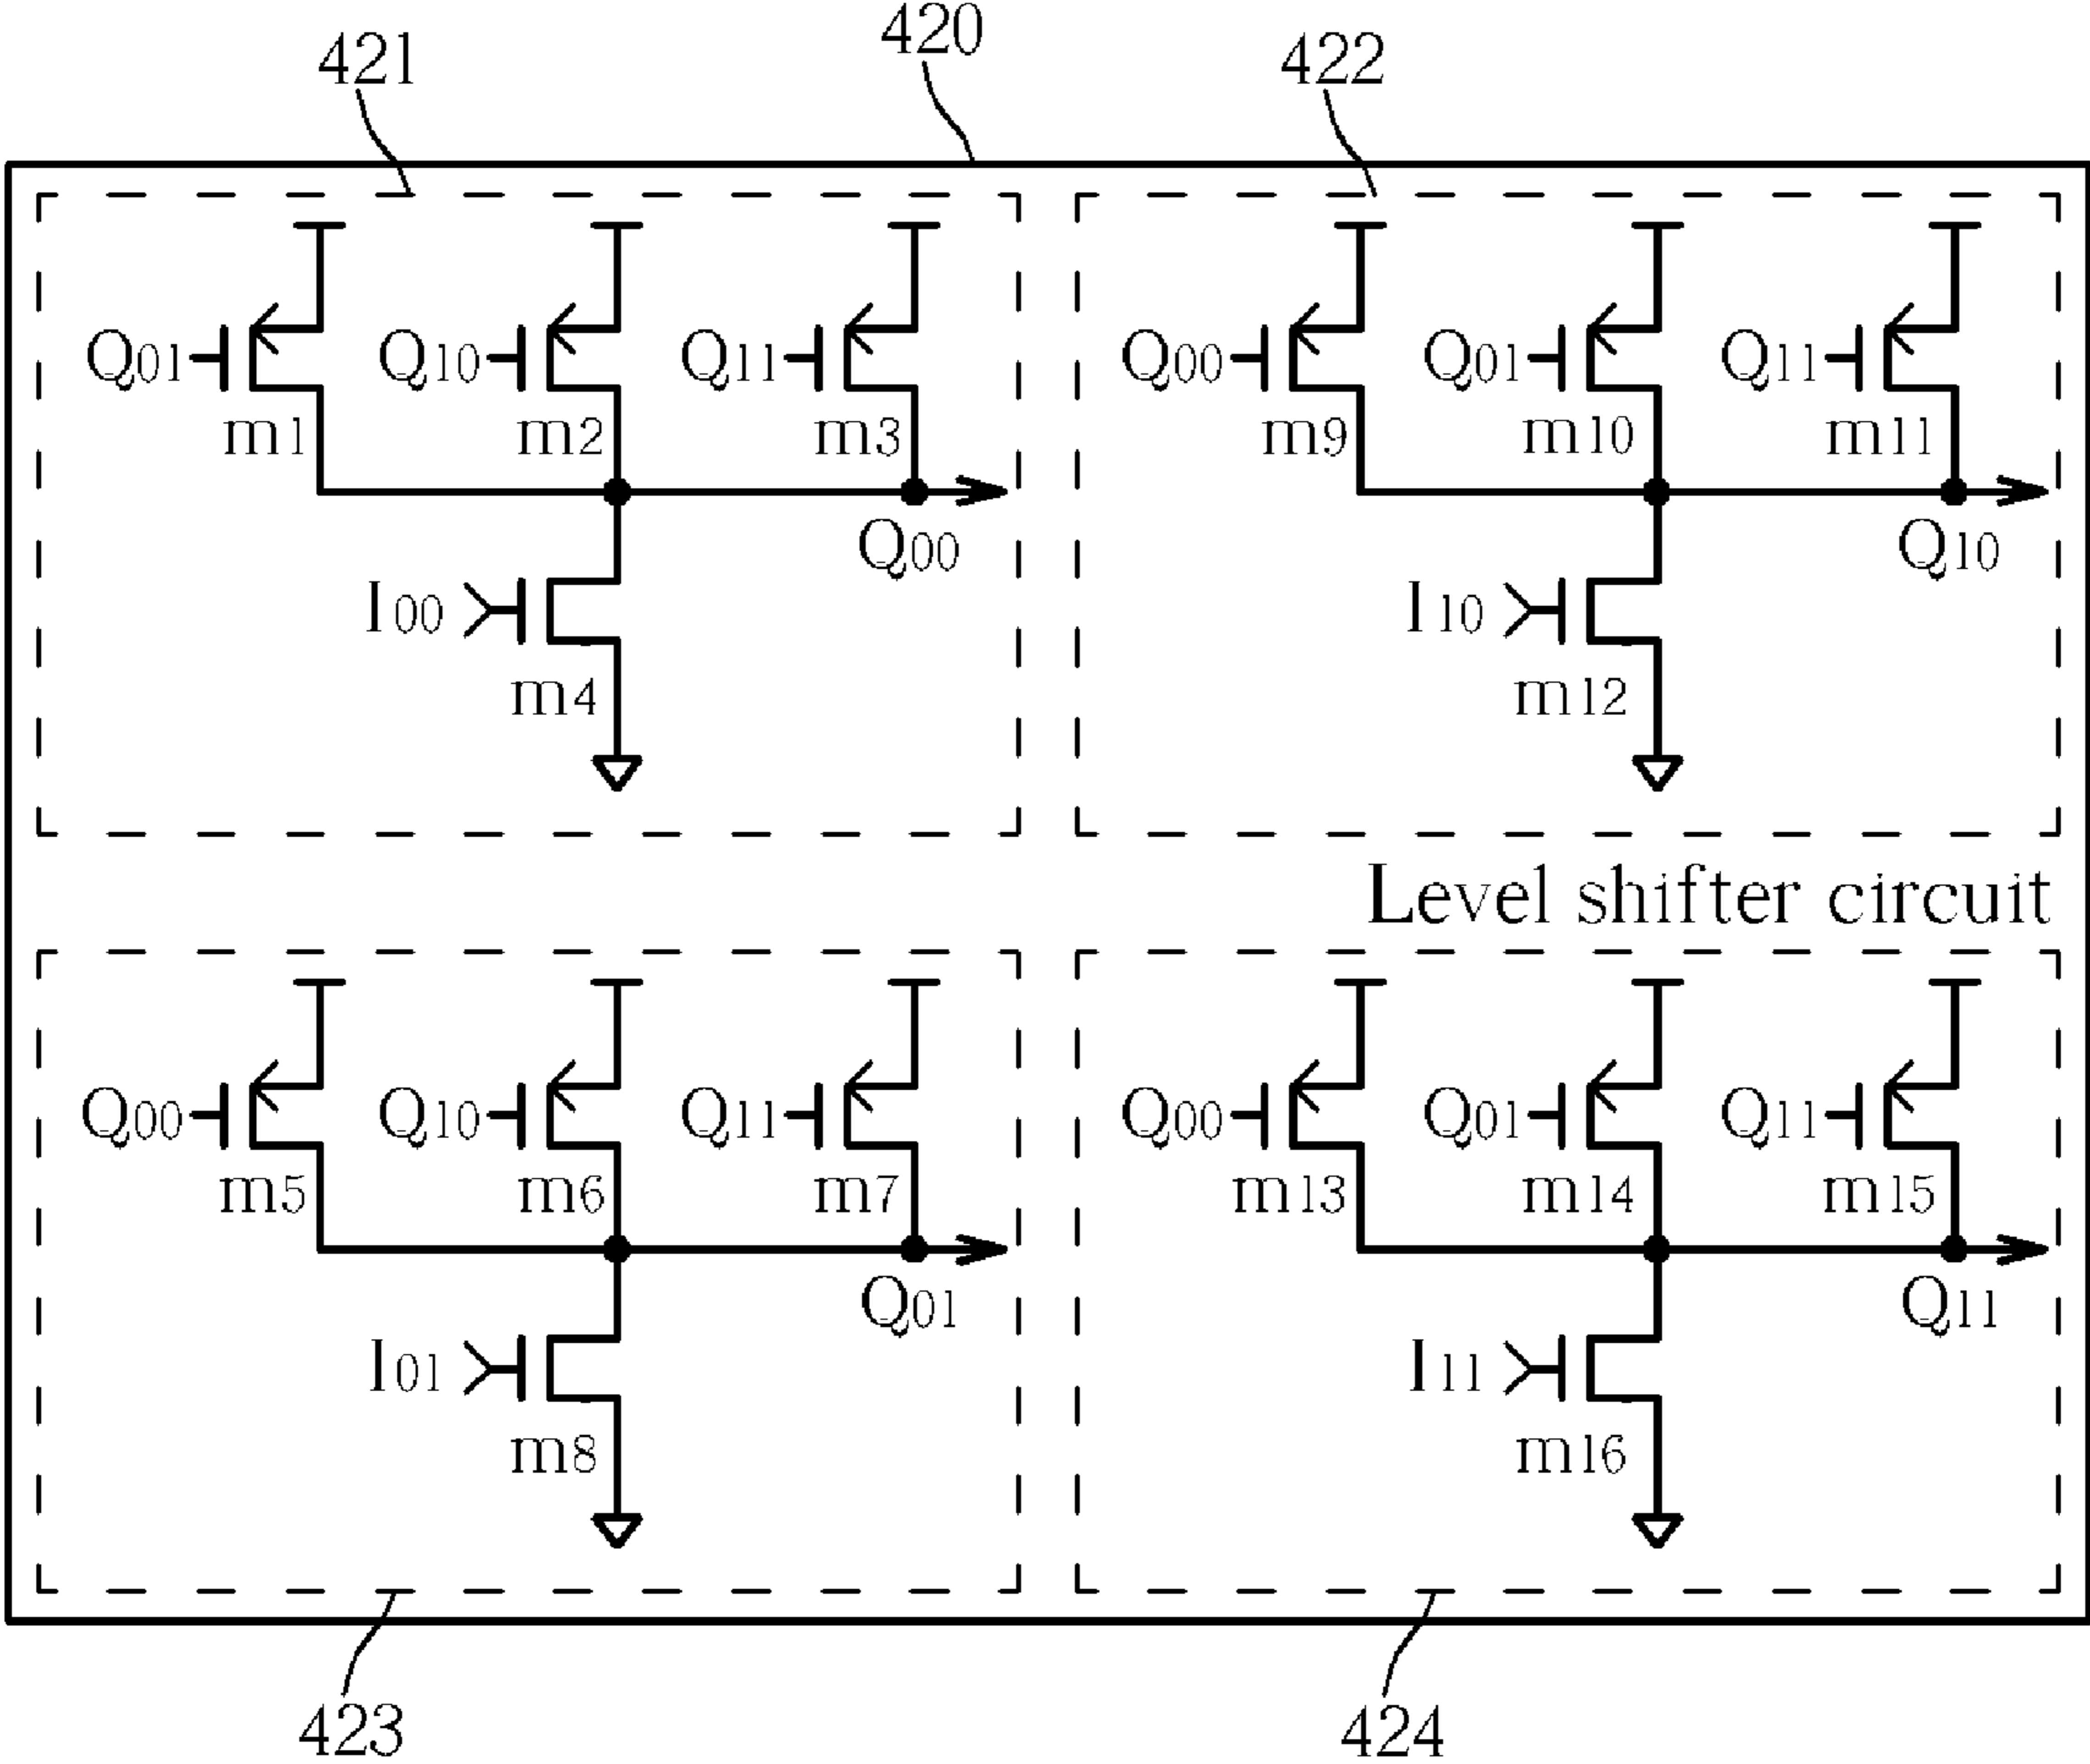 420
421
422
Q01 Q10 Q11 Q00 Q01 Q11
m1 m2 m3 m9 m10 m11
Q00 Q10
I00 I10
m4 m12
Level shifter circuit
Q00 Q10 Q11 Q00 Q01 Q11
m5 m6 m7 m13 m14 m15
Q01 Q11
I01 I11
m8 m16
423
424